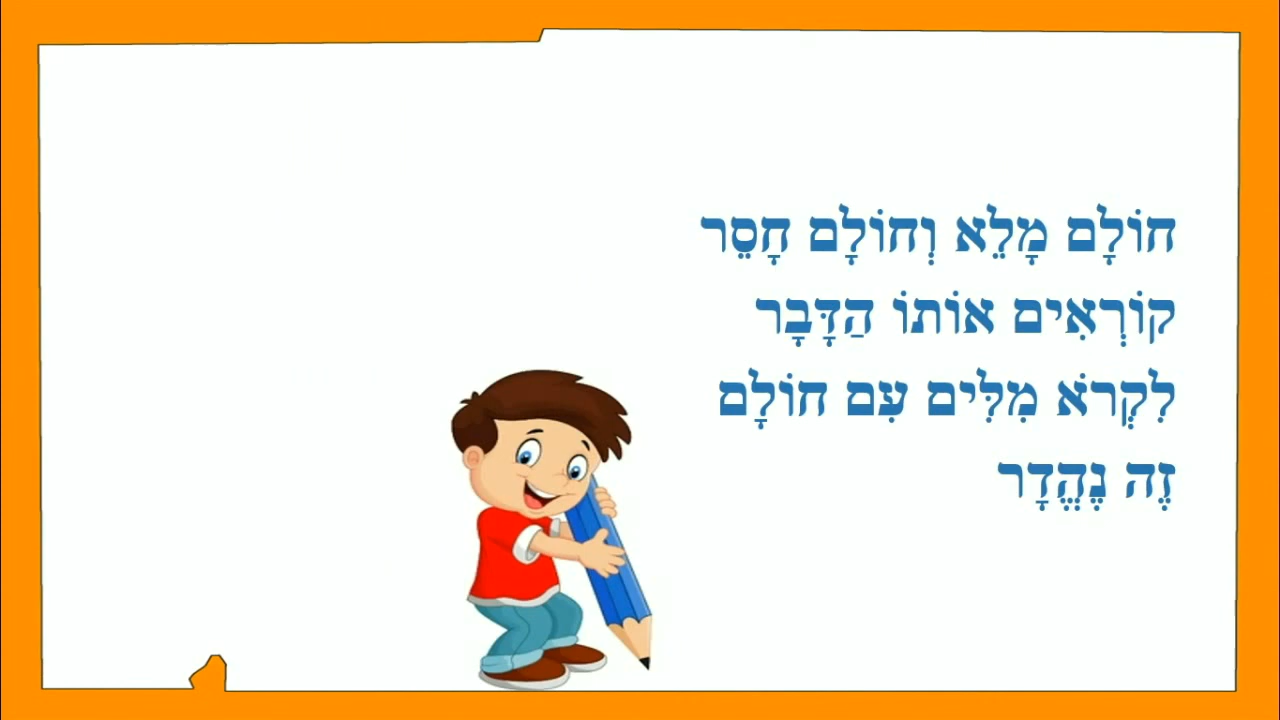 חוֹלָם מָלֵא וְחוֹלָם חָסֵר
קוֹרְאִים אוֹתוֹ הַדָּבָר
לִקְרֹא מִלִּים עִם חוֹלָם
זֶה נֶהֱדָר